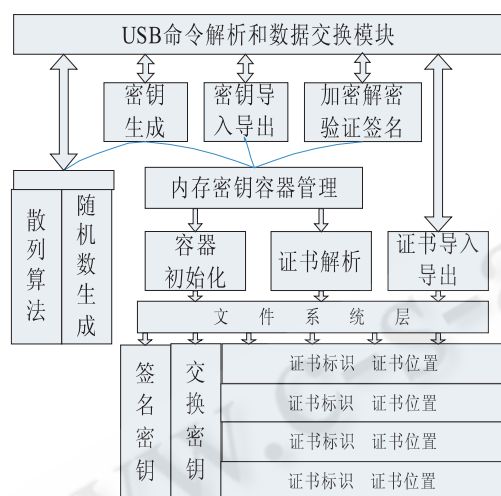 USB命令解析和数据交换模块
密钥
生成
密钥导
入导出
加密解密
验证签名
内存密钥容器管理
散列算法
随机数生成
容器
初始化
证书解析
证书导入
导出
文件系统层
签名密钥
交换密钥
证书标识 证书位置
证书标识 证书位置
证书标识 证书位置
证书标识 证书位置